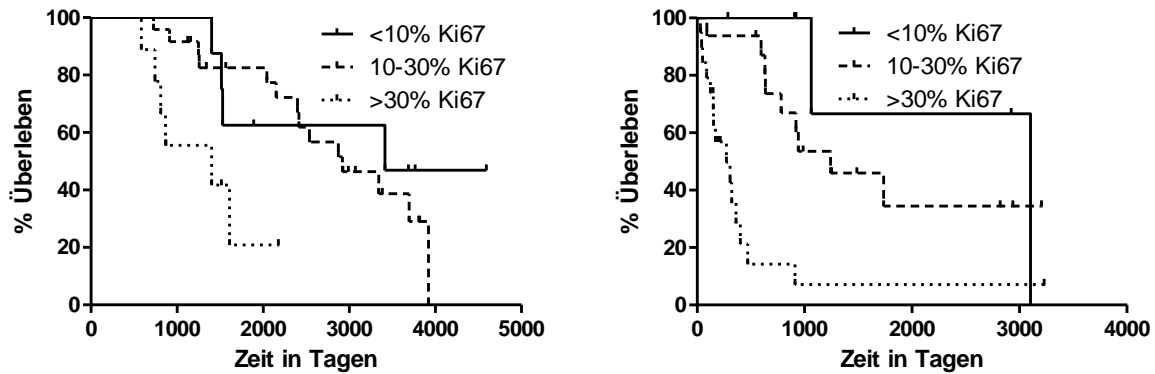 100
80
60
40
20
0
% Überleben
0 1000 2000 3000 4000 5000
Zeit in Tagen
<10% Ki67
10-30% Ki67
>30% Ki67
100
80
60
40
20
0
% Überleben
0 1000 2000 3000 4000
Zeit in Tagen
<10% Ki67
10-30% Ki67
>30% Ki67